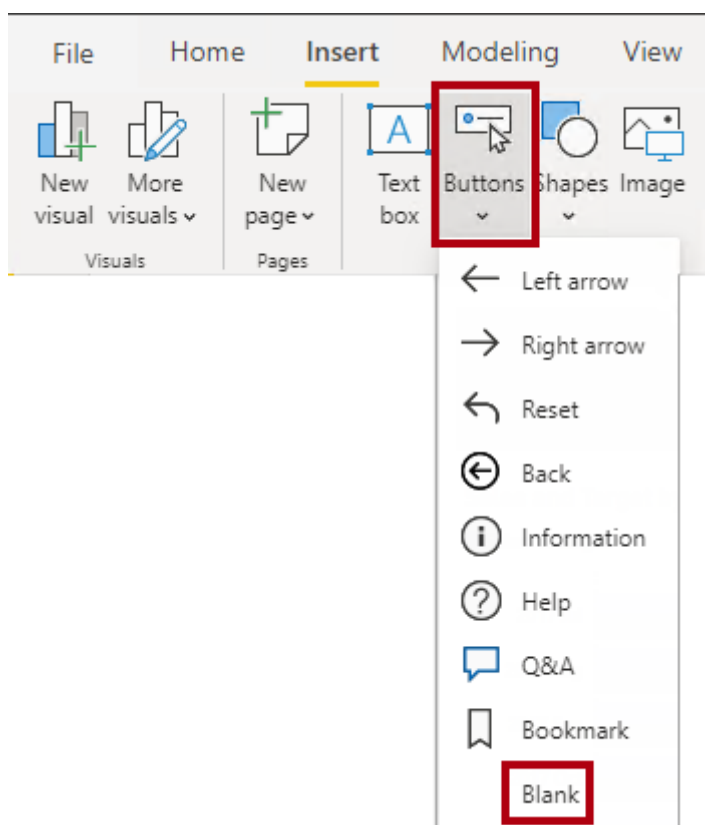 File Home Insert Modeling View
New More New Text Buttons Shapes Image
visual visuals page box
Visuals Pages
Left arrow
Right arrow
Reset
Back
Information
Help
Q&A
Bookmark
Blank